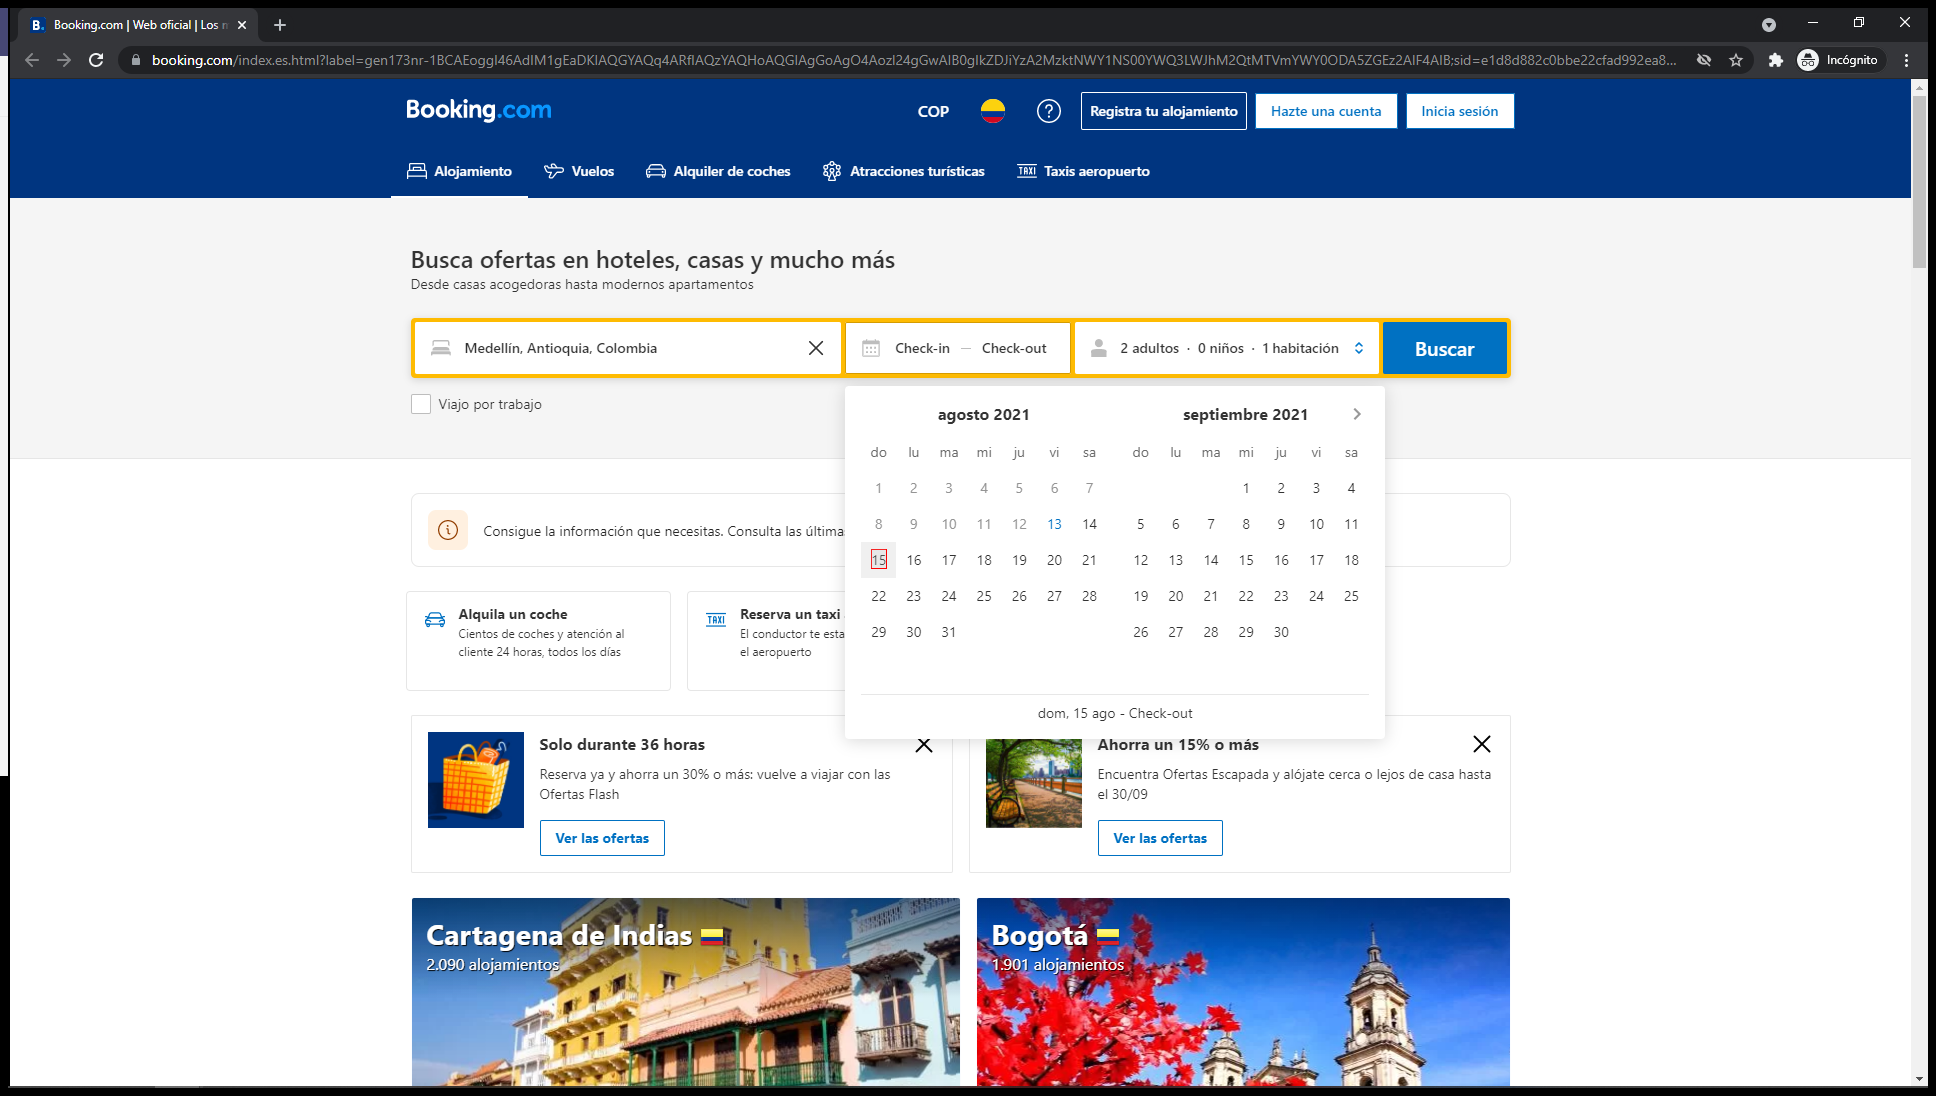 Booking.com | Web oficial | Los
booking.com/index.es.html?label=gen173nr-
Incógnito
Booking.com
COP
Registra tu alojamiento
Hazte una cuenta
Inicia sesión
Alojamiento
Vuelos
Alquiler de coches
Atracciones turísticas
TAXI
Taxis aeropuerto
Busca ofertas en hoteles, casas y mucho más
Desde casas acogedoras hasta modernos apartamentos
Medellín, Antioquia, Colombia
Check-in — Check-out
2 adultos · 0 niños · 1 habitación
Buscar
Viajo por trabajo
agosto 2021
do lu ma mi ju vi sa
1 2 3 4 5 6 7
8 9 10 11 12 13 14
15 16 17 18 19 20 21
22 23 24 25 26 27 28
29 30 31
septiembre 2021
do lu ma mi ju vi sa
1 2 3 4
5 6 7 8 9 10 11
12 13 14 15 16 17 18
19 20 21 22 23 24 25
26 27 28 29 30
dom, 15 ago - Check-out
Consigue la información que necesitas. Consulta las últimas
Alquila un coche
Cientos de coches y atención al
cliente 24 horas, todos los días
TAXI
Reserva un taxi
El conductor te esta
el aeropuerto
Solo durante 36 horas
Reserva ya y ahorra un 30% o más: vuelve a viajar con las
Ofertas Flash
Ver las ofertas
Ahorra un 15% o más
Encuentra Ofertas Escapada y alójate cerca o lejos de casa hasta
el 30/09
Ver las ofertas
Cartagena de Indias
2.090 alojamientos
Bogotá
1.901 alojamientos